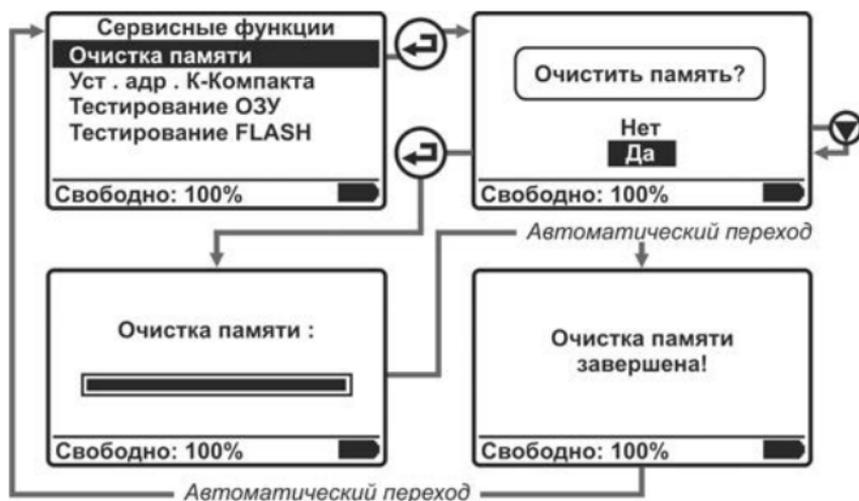 Сервисные функции
Очистка памяти
Уст . адр . К-Компакта
Тестирование ОЗУ
Тестирование FLASH
Свободно: 100%
Очистить память?
Нет
Да
Свободно: 100%
Автоматический переход
Очистка памяти :
Свободно: 100%
Очистка памяти
завершена!
Свободно: 100%
Автоматический переход